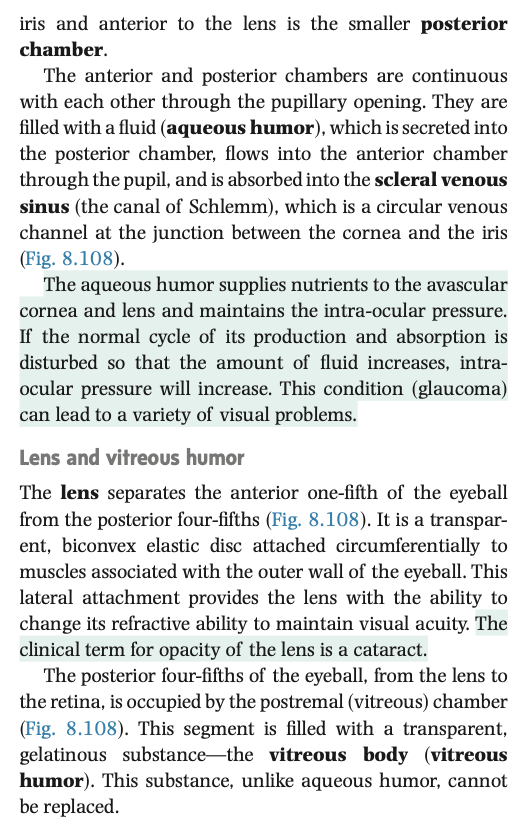 iris and anterior to the lens is the smaller posterior
chamber.
The anterior and posterior chambers are continuous
with each other through the pupillary opening. They are
filled with a fluid (aqueous humor), which is secreted into
the posterior chamber, flows into the anterior chamber
through the pupil, and is absorbed into the scleral venous
sinus (the canal of Schlemm), which is a circular venous
channel at the junction between the cornea and the iris
(Fig. 8.108).
The aqueous humor supplies nutrients to the avascular
cornea and lens and maintains the intra-ocular pressure.
If the normal cycle of its production and absorption is
disturbed so that the amount of fluid increases, intra-
ocular pressure will increase. This condition (glaucoma)
can lead to a variety of visual problems.
Lens and vitreous humor
The lens separates the anterior one-fifth of the eyeball
from the posterior four-fifths (Fig. 8.108). It is a transpar-
ent, biconvex elastic disc attached circumferentially to
muscles associated with the outer wall of the eyeball. This
lateral attachment provides the lens with the ability to
change its refractive ability to maintain visual acuity. The
clinical term for opacity of the lens is a cataract.
The posterior four-fifths of the eyeball, from the lens to
the retina, is occupied by the postremal (vitreous) chamber
(Fig. 8.108). This segment is filled with a transparent,
gelatinous substance—the vitreous body (vitreous
humor). This substance, unlike aqueous humor, cannot
be replaced.